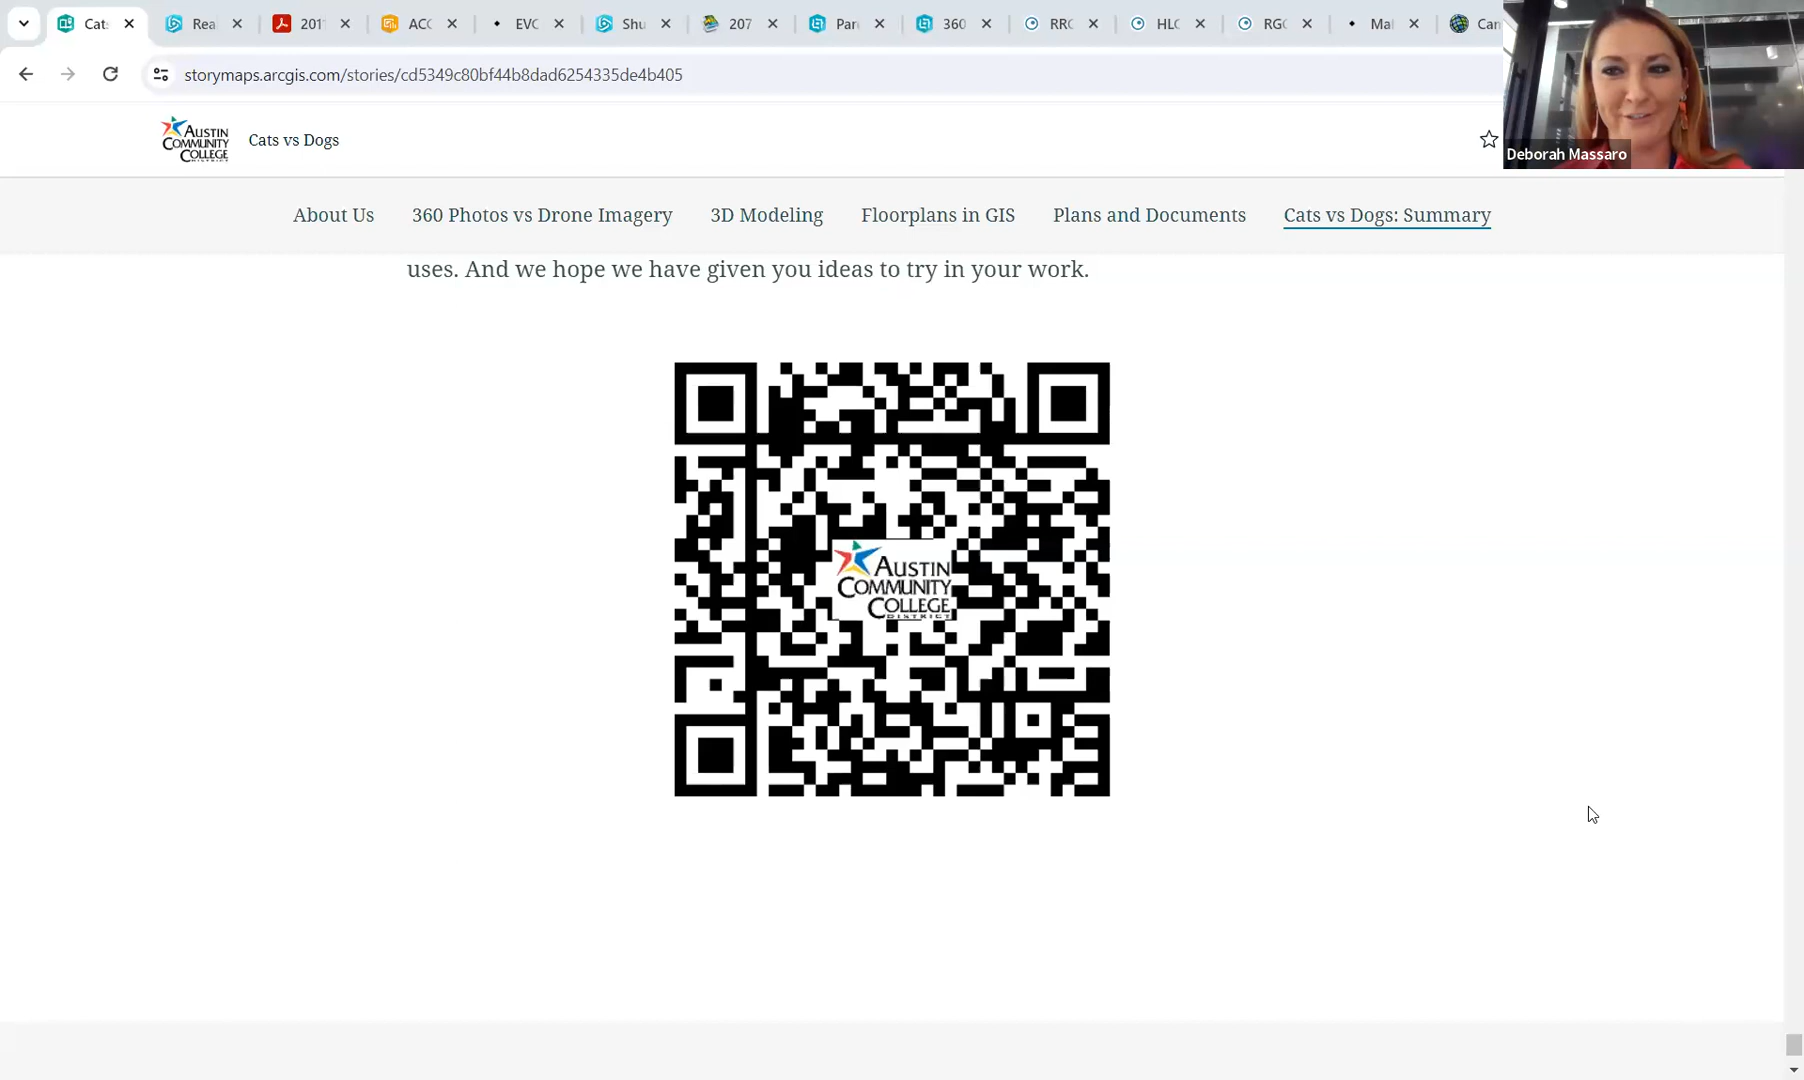 Cats
Rea
201
ACC
EVC
Shu
207
Par
360
RRC
HLC
RGC
Ma
Can
storymaps.arcgis.com/stories/cd5349c80bf44b8dad6254335de4b405
AUSTIN
COMMUNITY
COLLEGE
DISTRICT
Cats vs Dogs
Deborah Massaro
About Us
360 Photos vs Drone Imagery
3D Modeling
Floorplans in GIS
Plans and Documents
Cats vs Dogs: Summary
uses. And we hope we have given you ideas to try in your work.
AUSTIN
COMMUNITY
COLLEGE
DISTRICT